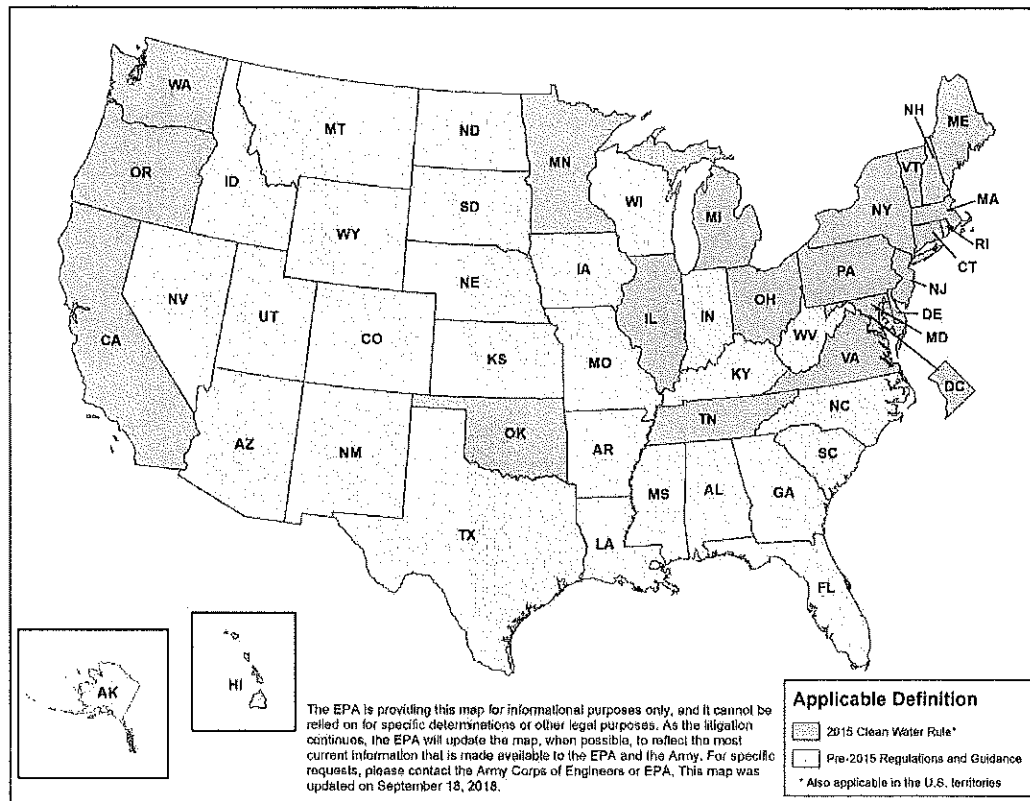 WA
MT
ND
MN
NH
ME
VT
OR
ID
WI
NY
MA
SD
MI
WY
RI
CT
IA
PA
NE
NJ
NV
OH
DE
UT
IL
IN
MD
CA
CO
WV
VA
KS
MO
KY
DC
NC
TN
OK
AZ
NM
AR
SC
MS
AL
GA
TX
LA
FL
AK
HI
The EPA is providing this map for informational purposes only, and it cannot be
relied on for specific determinations or other legal purposes. As the litigation
continues, the EPA will update the map, when possible, to reflect the most
current information that is made available to the EPA and the Army. For specific
requests, please contact the Army Corps of Engineers or EPA. This map was
updated on September 18, 2018.
Applicable Definition
2015 Clean Water Rule*
Pre-2015 Regulations and Guidance
* Also applicable in the U.S. territories